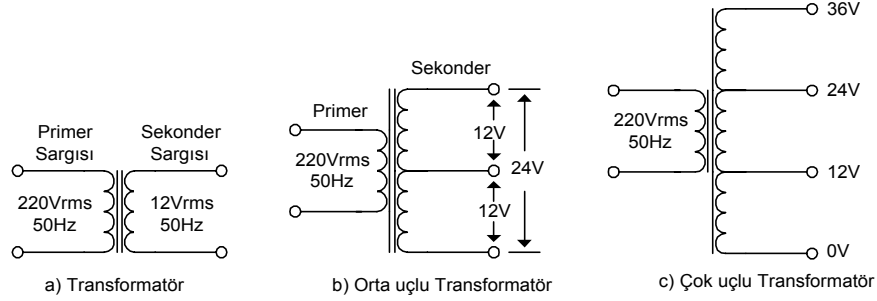 Primer
Sargısı
Sekonder
Sargısı
220Vrms
50Hz
12Vrms
50Hz
a) Transformatör
Sekonder
Primer
220Vrms
50Hz
12V
24V
12V
b) Orta uçlu Transformatör
36V
24V
220Vrms
50Hz
12V
0V
c) Çok uçlu Transformatör